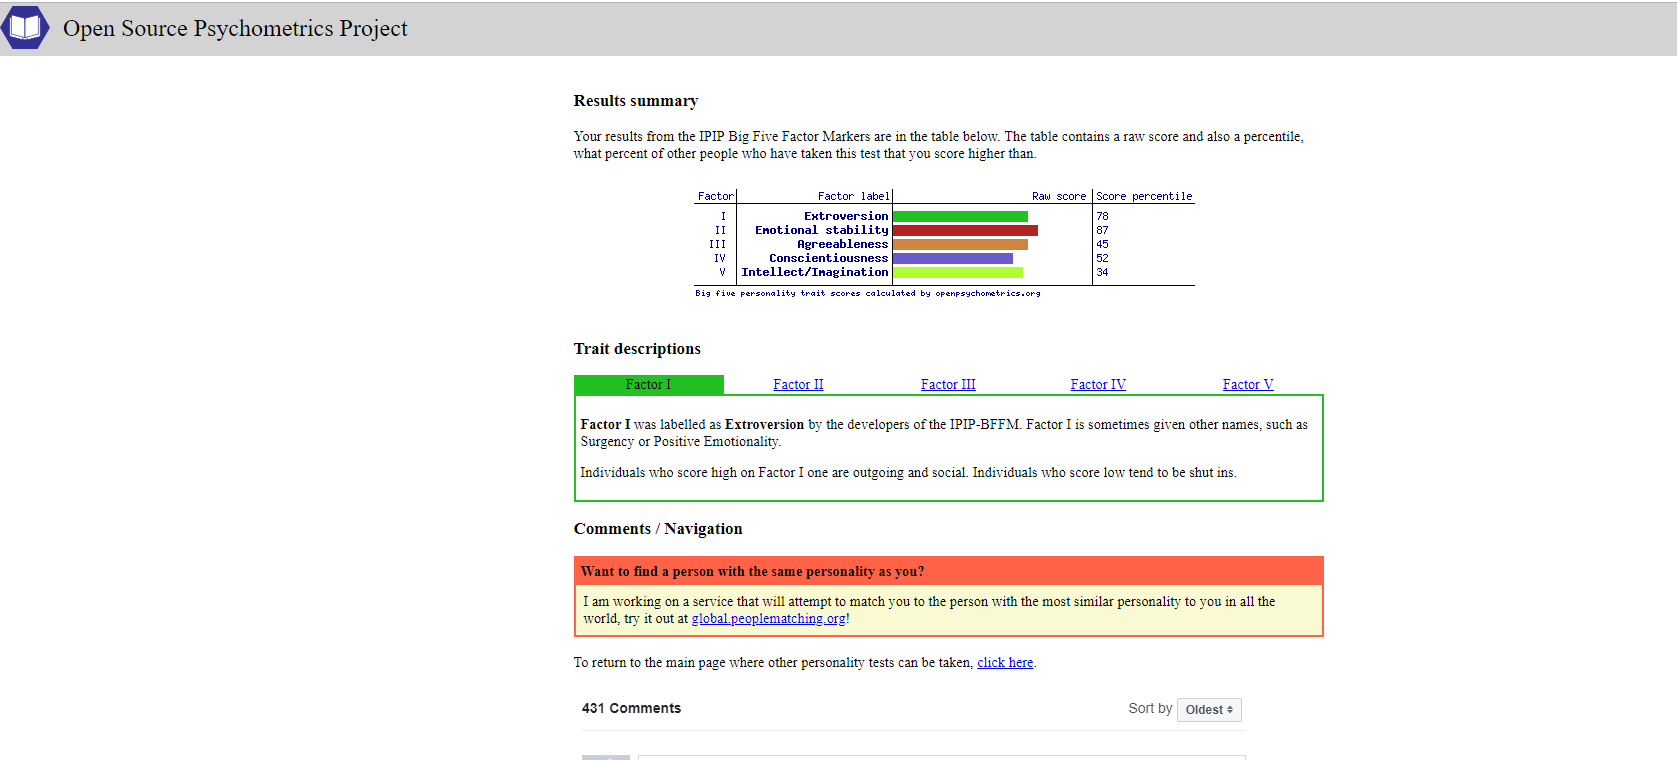 Open Source Psychometrics Project
Results summary
Your results from the IPIP Big Five Factor Markers are in the table below. The table contains a raw score and also a percentile,
what percent of other people who have taken this test that you score higher than.
Factor Factor label Raw score Score percentile
I Extroversion 78
II Emotional stability 87
III Agreeableness 45
IV Conscientiousness 52
V Intellect/Imagination 34
Big five personality trait scores calculated by openpsychometrics.org
Trait descriptions
Factor I Factor II Factor III Factor IV Factor V
Factor I was labelled as Extroversion by the developers of the IPIP-BFFM. Factor I is sometimes given other names, such as
Surgency or Positive Emotionality.
Individuals who score high on Factor I one are outgoing and social. Individuals who score low tend to be shut ins.
Comments / Navigation
Want to find a person with the same personality as you?
I am working on a service that will attempt to match you to the person with the most similar personality to you in all the
world, try it out at global.peoplematching.org!
To return to the main page where other personality tests can be taken, click here.
431 Comments Sort by Oldest